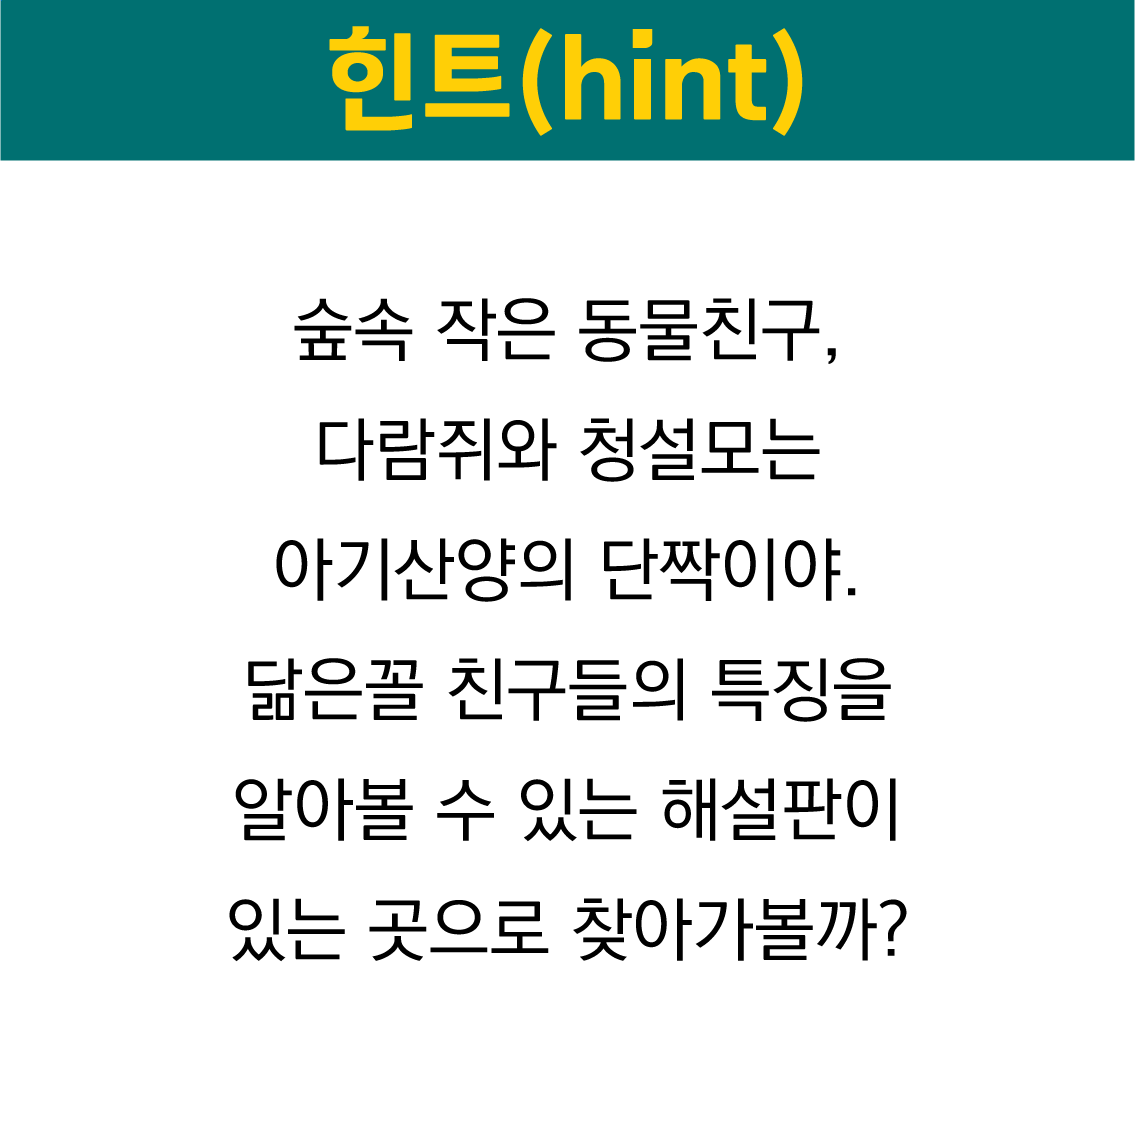 힌트(hint)
숲속 작은 동물친구,
다람쥐와 청설모는
아기산양의 단짝이야.
닮은꼴 친구들의 특징을
알아볼 수 있는 해설판이
있는 곳으로 찾아가볼까?